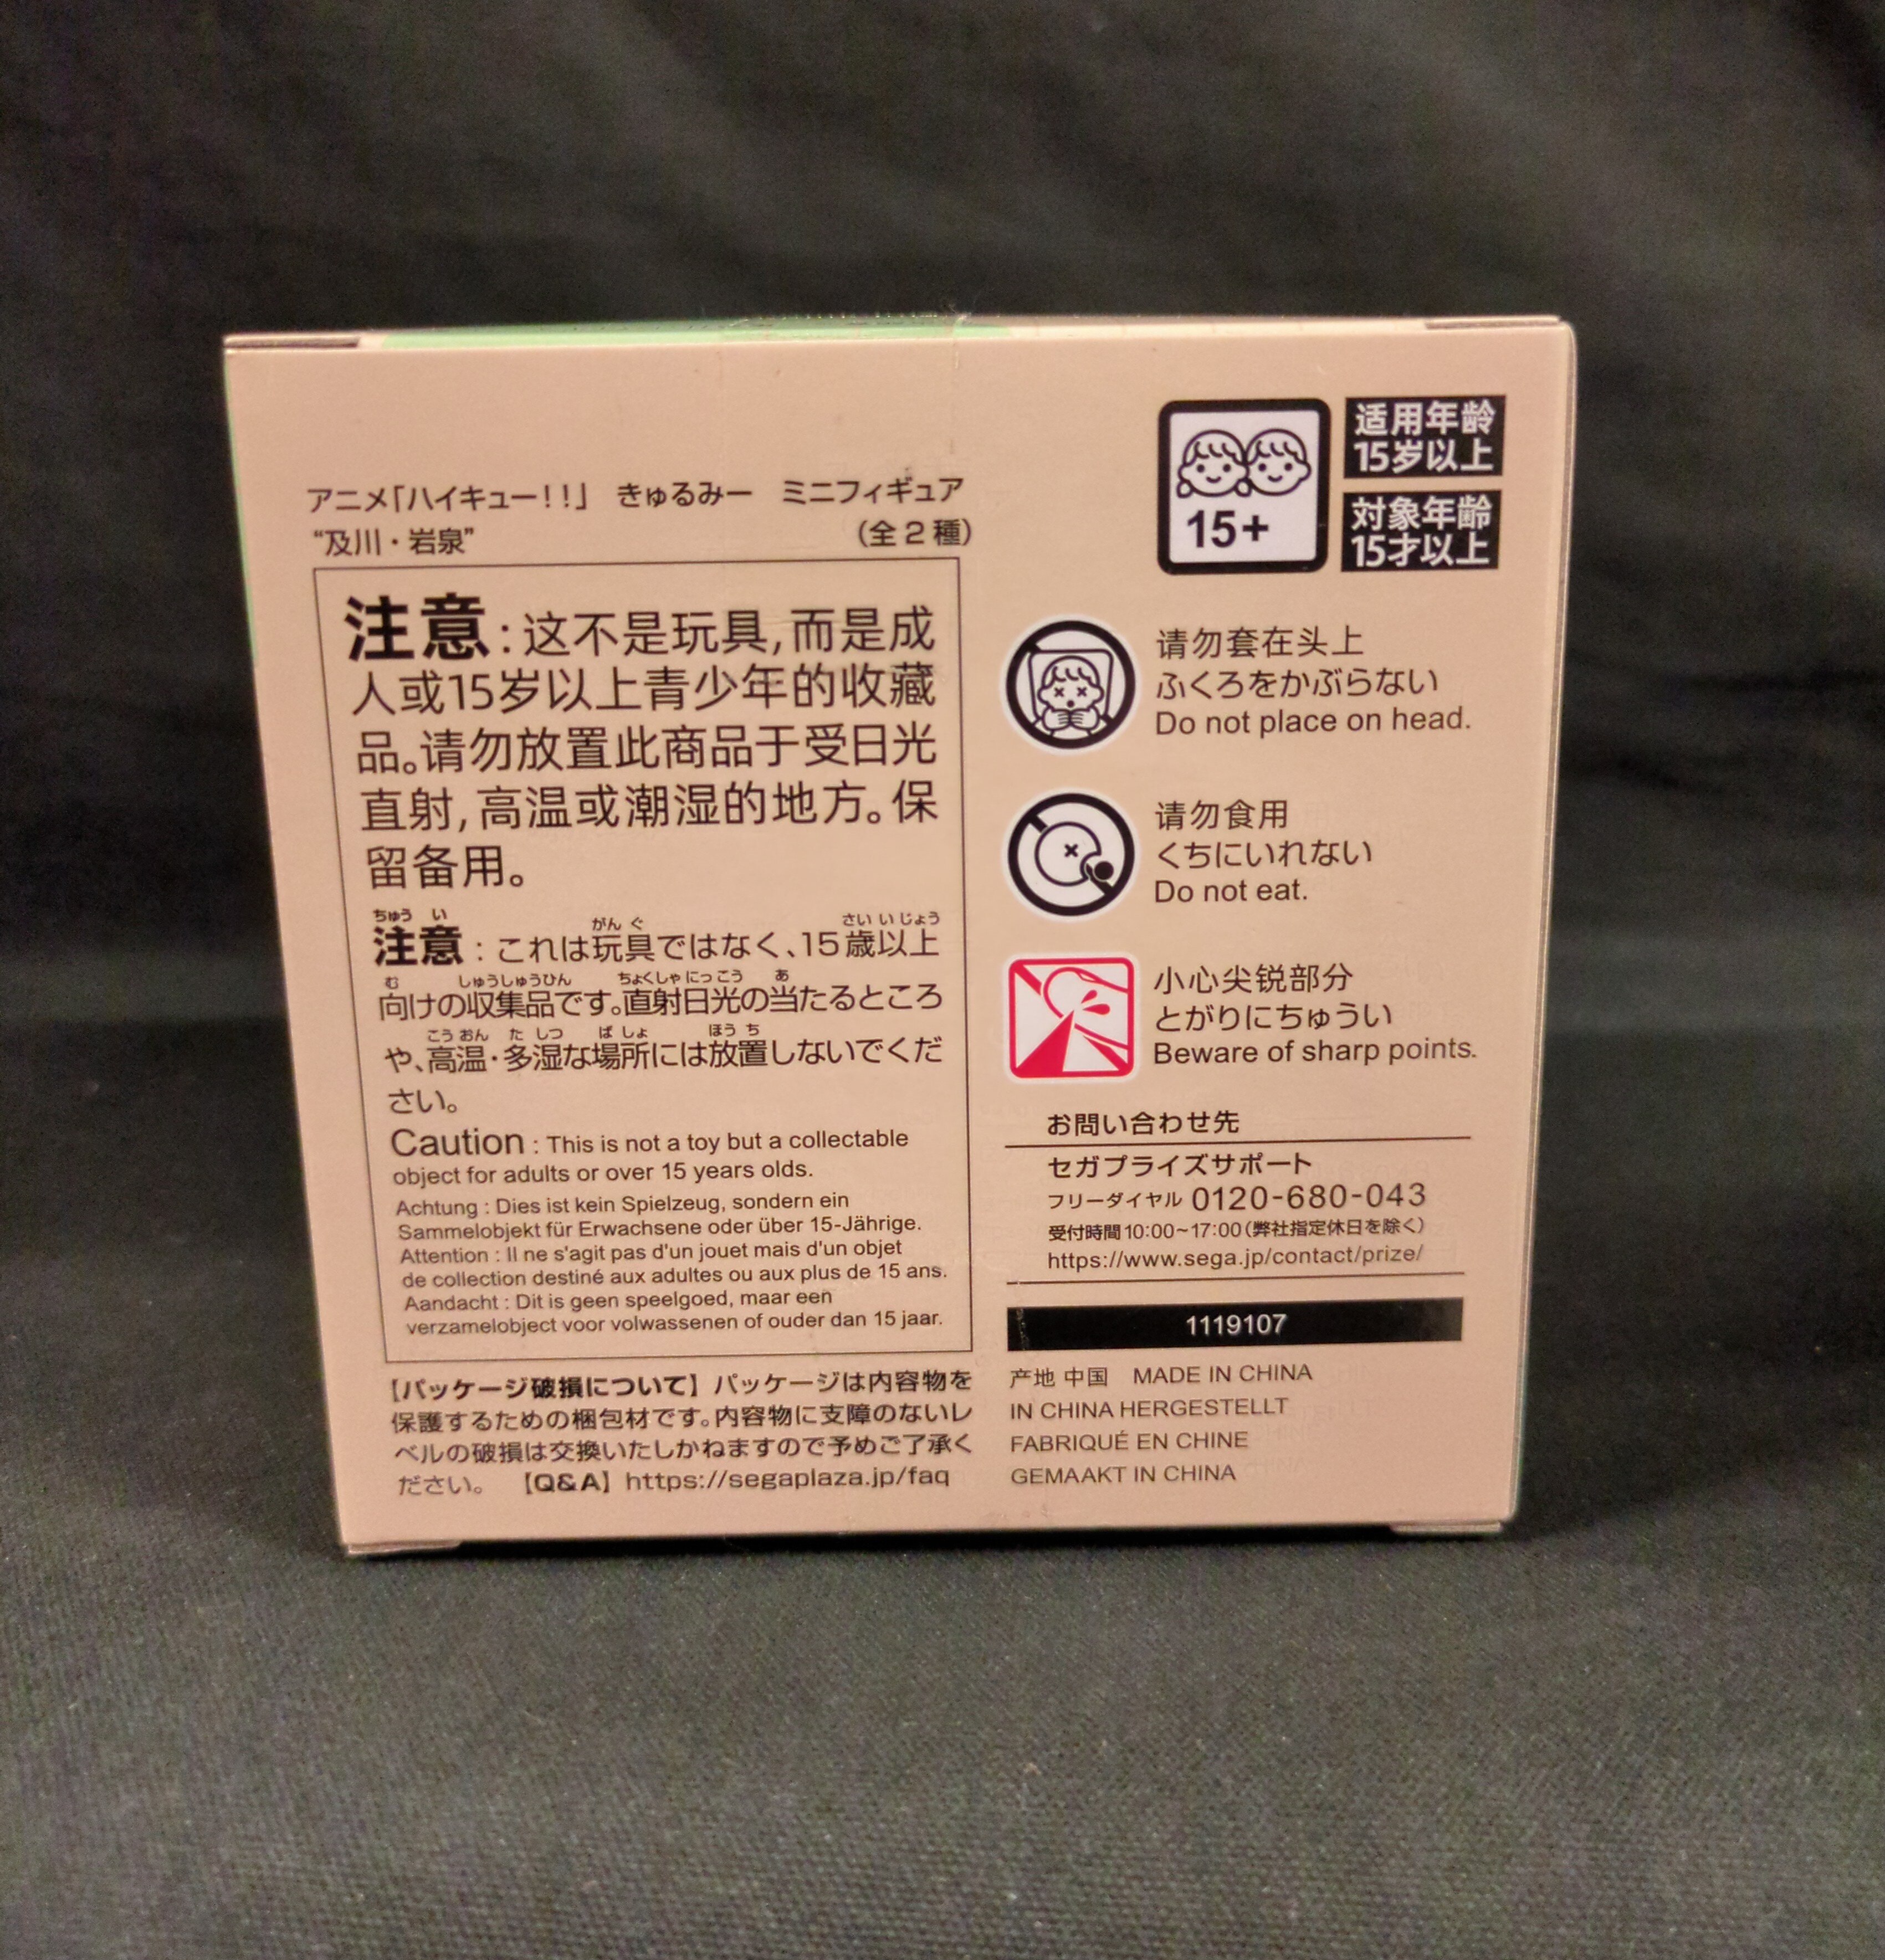 アニメ「ハイキュー!!」 きゅるみー ミニフィギュア
“及川・岩泉” (全2種)
注意:这不是玩具,而是成
人或15岁以上青少年的收藏
品。请勿放置此商品于受日光
直射,高温或潮湿的地方。保
留备用。
ちゅう い がん ぐ さい い じょう
注意:これは玩具ではなく、15歳以上
む しゅうしゅうひん ちょくしゃ にっ こう あ
向けの収集品です。直射日光の当たるところ
こう おん た しつ ば しょ ほう ち
や、高温・多湿な場所には放置しないでくだ
さい。
Caution : This is not a toy but a collectable
object for adults or over 15 years olds.
Achtung : Dies ist kein Spielzeug, sondern ein
Sammelobjekt für Erwachsene oder über 15-Jährige.
Attention : Il ne s'agit pas d'un jouet mais d'un objet
de collection destiné aux adultes ou aux plus de 15 ans.
Aandacht : Dit is geen speelgoed, maar een
verzamelobject voor volwassenen of ouder dan 15 jaar.
【パッケージ破損について】パッケージは内容物を
保護するための梱包材です。内容物に支障のないレ
ベルの破損は交換いたしかねますので予めご了承く
ださい。 【Q&A】https://segaplaza.jp/faq
15+
适用年龄
15岁以上
対象年齢
15才以上
请勿套在头上
ふくろをかぶらない
Do not place on head.
请勿食用
くちにいれない
Do not eat.
小心尖锐部分
とがりにちゅうい
Beware of sharp points.
お問い合わせ先
セガプライズサポート
フリーダイヤル 0120-680-043
受付時間10:00~17:00(弊社指定休日を除く)
https://www.sega.jp/contact/prize/
1119107
产地 中国 MADE IN CHINA
IN CHINA HERGESTELLT
FABRIQUÉ EN CHINE
GEMAAKT IN CHINA